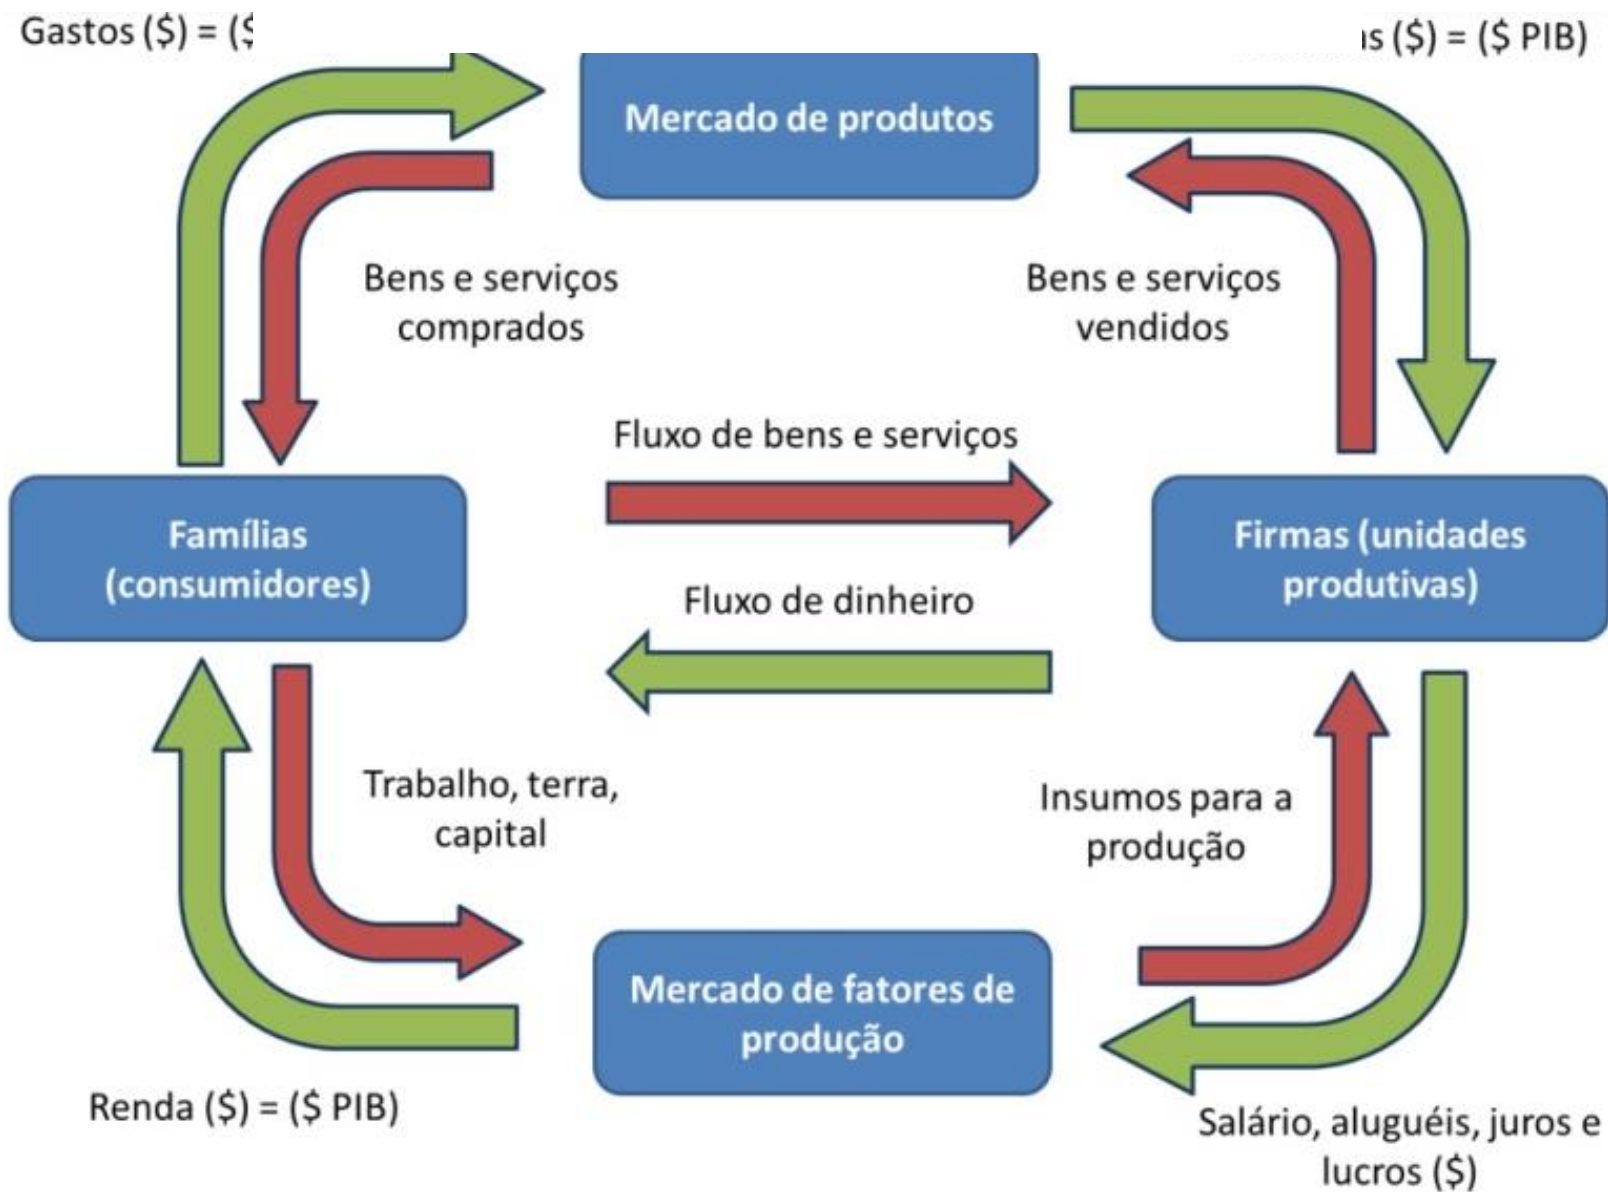 Gastos ($) = ($
($) = ($ PIB)
Mercado de produtos
Bens e serviços
comprados
Bens e serviços
vendidos
Fluxo de bens e serviços
Famílias
(consumidores)
Firmas (unidades
produtivas)
Fluxo de dinheiro
Trabalho, terra,
capital
Insumos para a
produção
Mercado de fatores de
produção
Renda ($) = ($ PIB)
Salário, aluguéis, juros e
lucros ($)